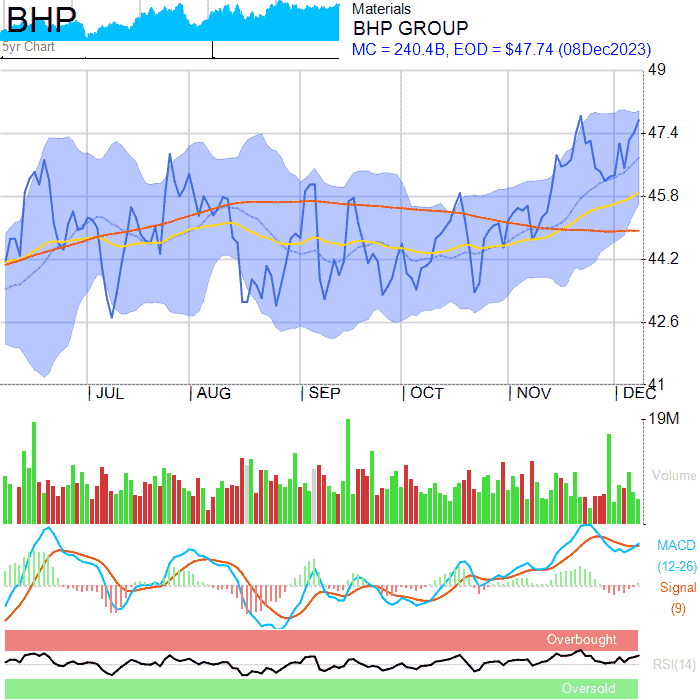 BHP
5yr Chart
Materials
BHP GROUP
MC = 240.4B, EOD = $47.74 (08Dec2023)
49
47.4
45.8
44.2
42.6
41
JUL AUG SEP OCT NOV DEC
19M
Volume
MACD
(12-26)
Signal
(9)
Overbought
RSI(14)
Oversold